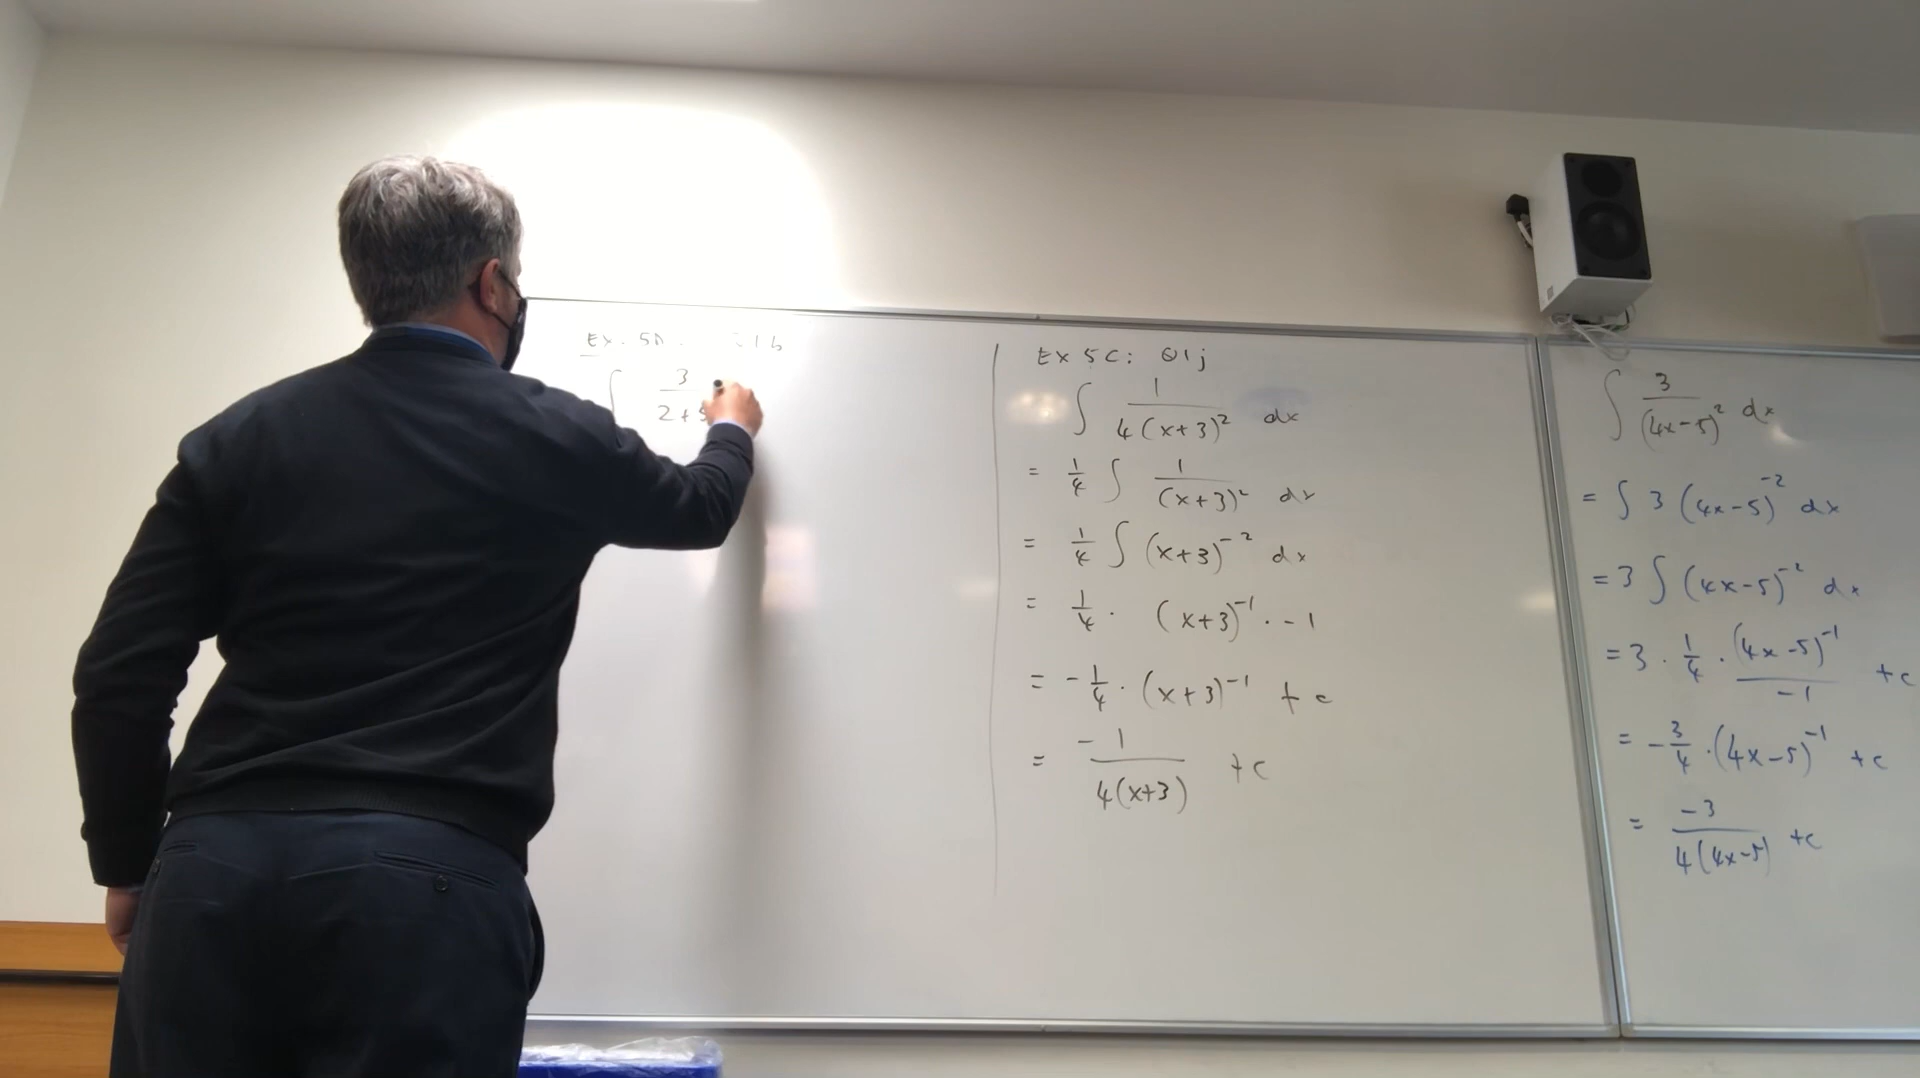 Ex. 5D. Q1b
∫ 3/(2+5
Ex 5C: Q1j
∫ 1/(4(x+3)²) dx
= 1/4 ∫ 1/(x+3)² dx
= 1/4 ∫ (x+3)⁻² dx
= 1/4 · (x+3)⁻¹ · -1
= -1/4 · (x+3)⁻¹ + c
= -1/(4(x+3)) +c
∫ 3/(4x-5)² dx
= ∫ 3 (4x-5)⁻² dx
= 3 ∫ (4x-5)⁻² dx
= 3 · 1/4 · (4x-5)⁻¹/-1 +c
= -3/4 · (4x-5)⁻¹ +c
= -3/(4(4x-5)) +c